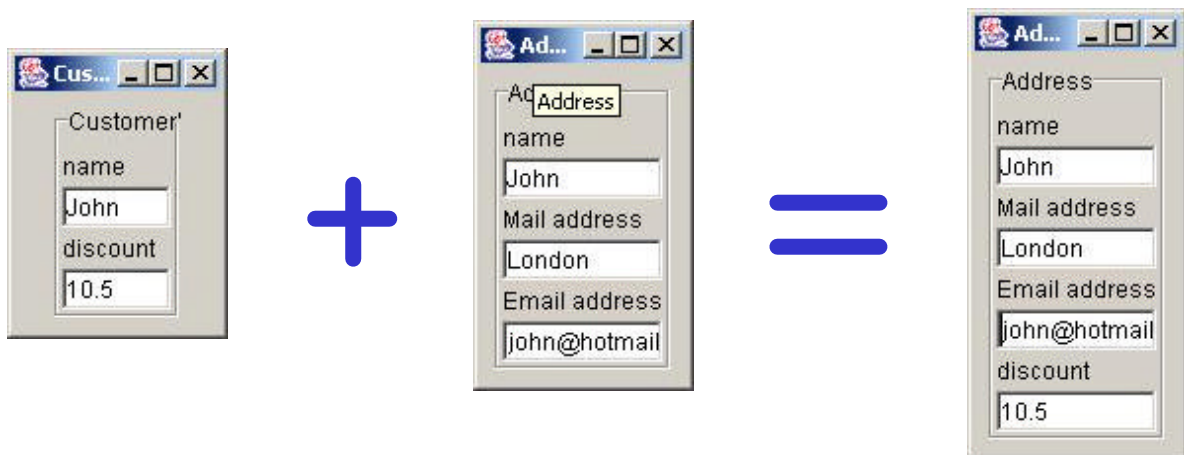 Cus...
Customer'
name
John
discount
10.5
+
Ad...
Address
name
John
Mail address
London
Email address
john@hotmail
=
Ad...
Address
name
John
Mail address
London
Email address
john@hotmail
discount
10.5